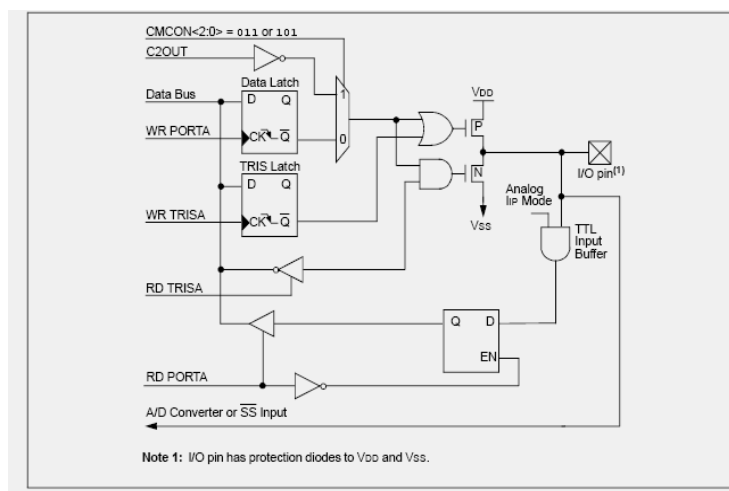 CMCON<2:0> = 011 or 101
C2OUT
Data Latch
Data Bus
D Q
VDD
1
P
WR PORTA
CK Q̅
0
I/O pin(1)
TRIS Latch
N
D Q
Analog
IIP Mode
TTL
Input
Buffer
WR TRISA
CK Q̅
VSS
RD TRISA
Q D
EN
RD PORTA
A/D Converter or S̅S̅ Input
Note 1: I/O pin has protection diodes to VDD and VSS.